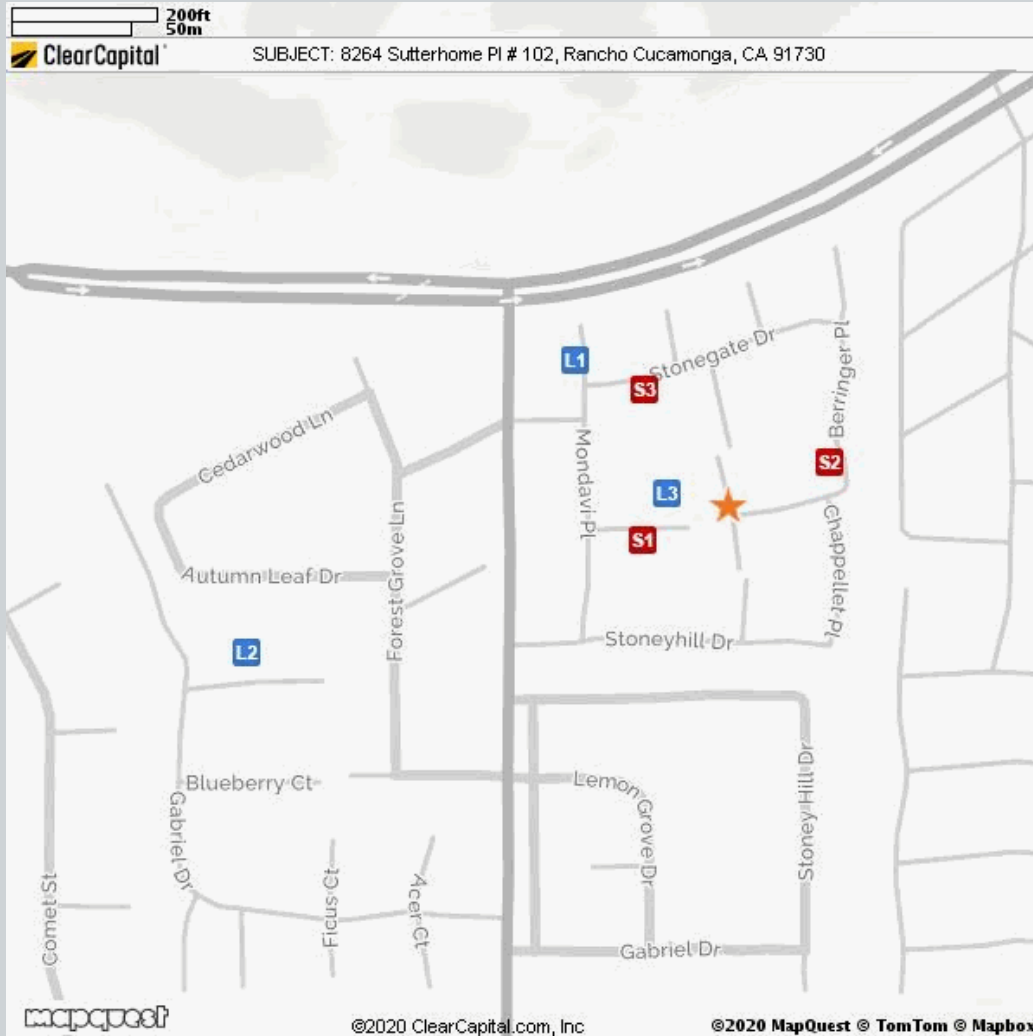 200ft
50m
ClearCapital
SUBJECT: 8264 Sutterhome Pl # 102, Rancho Cucamonga, CA 91730
Stonegate Dr
Berringer Pl
L1
S3
Cedarwood Ln
Mondavi Pl
S2
L3
Forest Grove Ln
S1
Chappellet Pl
Autumn Leaf Dr
Stoneyhill Dr
L2
Blueberry Ct
Lemon Grove Dr
Stoney Hill Dr
Gabriel Dr
Comet St
Ficus Ct
Acer Ct
Gabriel Dr
mapquest
©2020 ClearCapital.com, Inc
©2020 MapQuest © TomTom © Mapbox